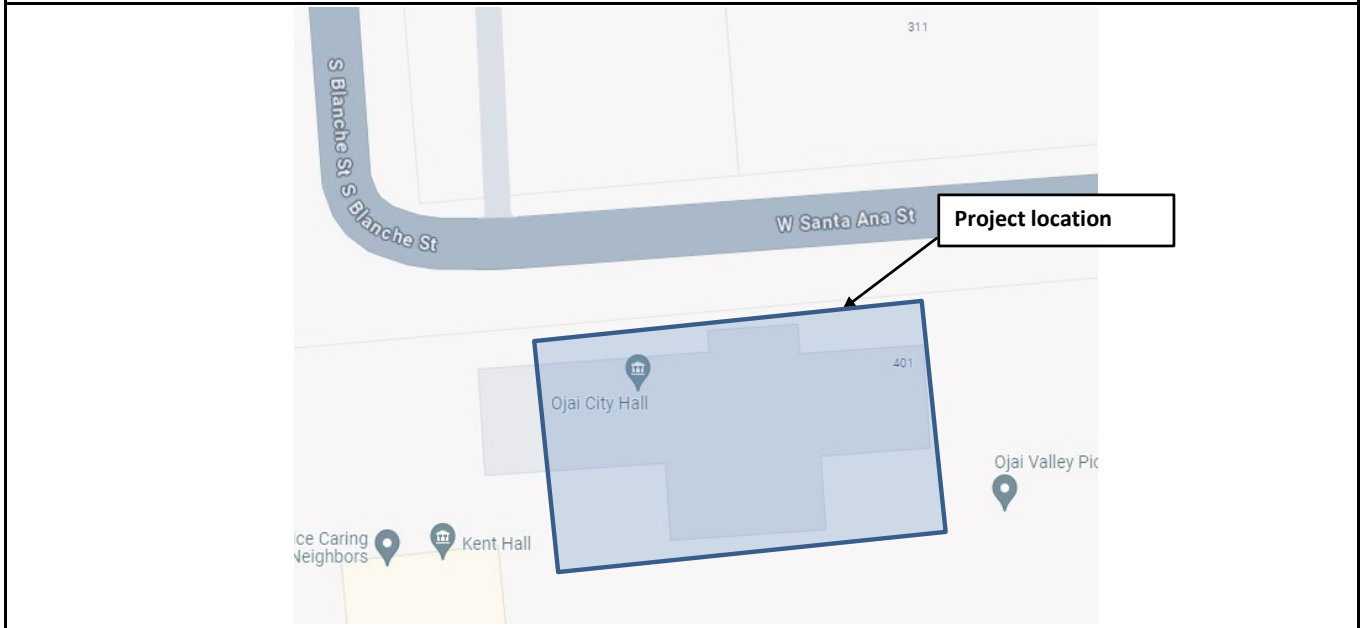 311
S Blanche St
S Blanche St
W Santa Ana St
Project location
401
Ojai City Hall
Ojai Valley Pic
ice Caring
Neighbors
Kent Hall